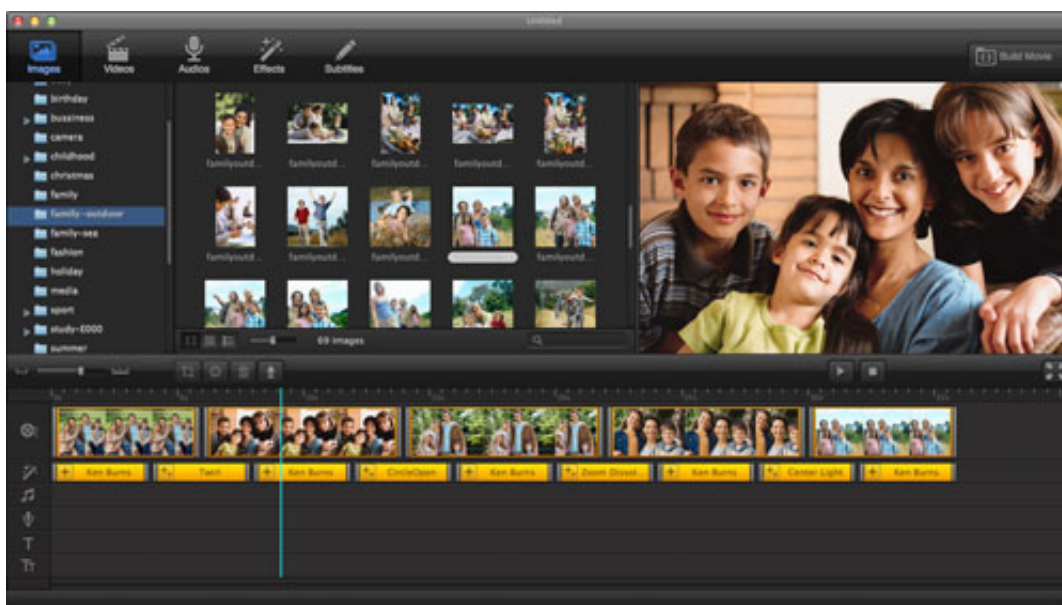 Untitled
Images Videos Audios Effects Subtitles
Build Movie
birthday
bussiness
camera
childhood
christmas
family
family-outdoor
family-sea
fashion
holiday
media
sport
study-E000
summer
familyoutd... familyoutd... familyoutd... familyoutd... familyoutd...
familyoutd... familyoutd... familyoutd... familyoutd...
69 images
Ken Burns Twirl Ken Burns CircleOpen Ken Burns Zoom Dissol... Ken Burns Center Light Ken Burns
T
TT